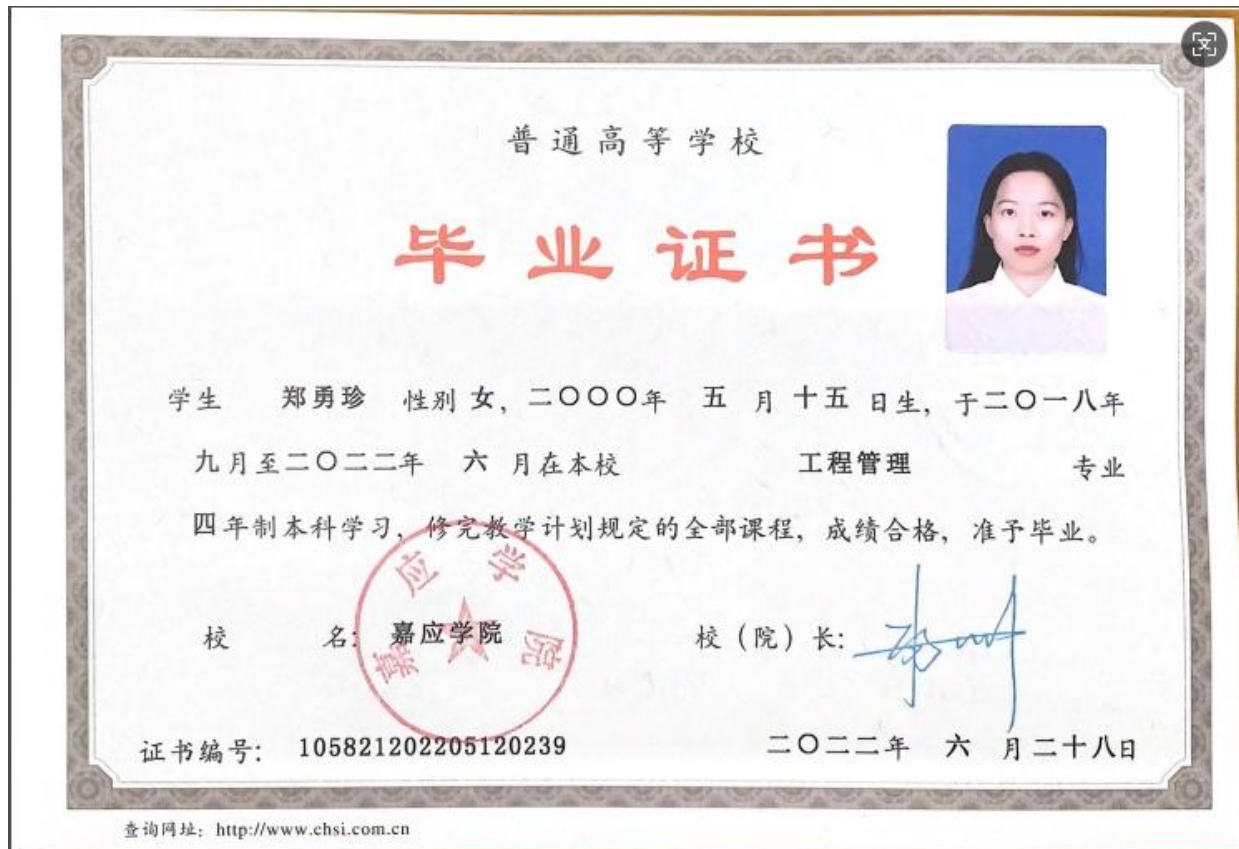 普通高等学校
毕业证书
学生 郑勇珍 性别 女，二〇〇〇年 五 月 十五 日生，于二〇一八年
九月至二〇二二年 六 月在本校 工程管理 专业
四年制本科学习，修完教学计划规定的全部课程，成绩合格，准予毕业。
校 名：嘉应学院
嘉应学院
校（院）长：
证书编号：105821202205120239
二〇二二年 六 月二十八日
查询网址：http://www.chsi.com.cn